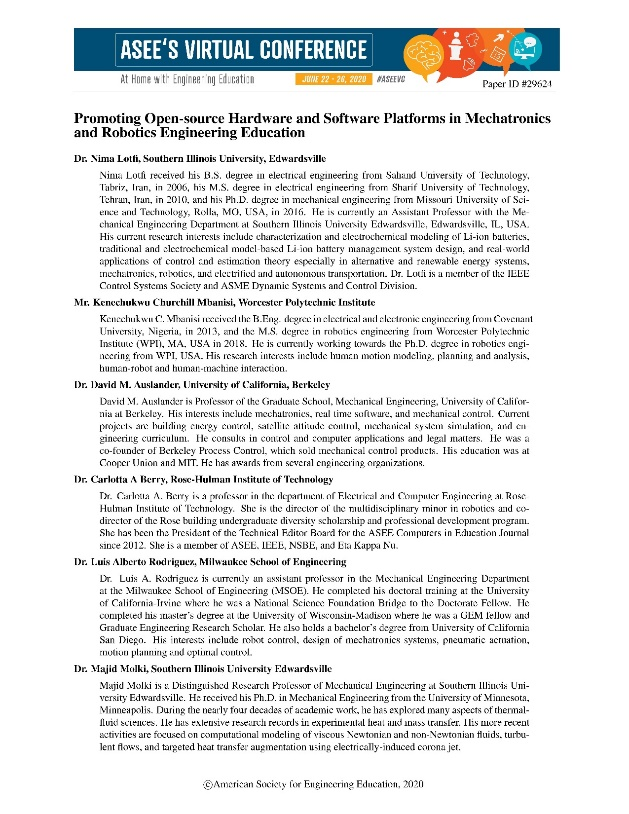 ASEE'S VIRTUAL CONFERENCE
At Home with Engineering Education
JUNE 22 - 26, 2020 #ASEEVC
Paper ID #29624
Promoting Open-source Hardware and Software Platforms in Mechatronics
and Robotics Engineering Education
Dr. Nima Lotfi, Southern Illinois University, Edwardsville
Nima Lotfi received his B.S. degree in electrical engineering from Sahand University of Technology,
Tabriz, Iran, in 2006, his M.S. degree in electrical engineering from Sharif University of Technology,
Tehran, Iran, in 2010, and his Ph.D. degree in mechanical engineering from Missouri University of Sci-
ence and Technology, Rolla, MO, USA, in 2016. He is currently an Assistant Professor with the Me-
chanical Engineering Department at Southern Illinois University Edwardsville, Edwardsville, IL, USA.
His current research interests include characterization and electrochemical modeling of Li-ion batteries,
traditional and electrochemical model-based Li-ion battery management system design, and real-world
applications of control and estimation theory especially in alternative and renewable energy systems,
mechatronics, robotics, and electrified and autonomous transportation. Dr. Lotfi is a member of the IEEE
Control Systems Society and ASME Dynamic Systems and Control Division.
Mr. Kenechukwu Churchill Mbanisi, Worcester Polytechnic Institute
Kenechukwu C. Mbanisi received the B.Eng. degree in electrical and electronic engineering from Covenant
University, Nigeria, in 2013, and the M.S. degree in robotics engineering from Worcester Polytechnic
Institute (WPI), MA, USA in 2018. He is currently working towards the Ph.D. degree in robotics engi-
neering from WPI, USA. His research interests include human motion modeling, planning and analysis,
human-robot and human-machine interaction.
Dr. David M. Auslander, University of California, Berkeley
David M. Auslander is Professor of the Graduate School, Mechanical Engineering, University of Califor-
nia at Berkeley. His interests include mechatronics, real time software, and mechanical control. Current
projects are building energy control, satellite attitude control, mechanical system simulation, and en-
gineering curriculum. He consults in control and computer applications and legal matters. He was a
co-founder of Berkeley Process Control, which sold mechanical control products. His education was at
Cooper Union and MIT. He has awards from several engineering organizations.
Dr. Carlotta A Berry, Rose-Hulman Institute of Technology
Dr. Carlotta A. Berry is a professor in the department of Electrical and Computer Engineering at Rose-
Hulman Institute of Technology. She is the director of the multidisciplinary minor in robotics and co-
director of the Rose building undergraduate diversity scholarship and professional development program.
She has been the President of the Technical Editor Board for the ASEE Computers in Education Journal
since 2012. She is a member of ASEE, IEEE, NSBE, and Eta Kappa Nu.
Dr. Luis Alberto Rodriguez, Milwaukee School of Engineering
Dr. Luis A. Rodriguez is currently an assistant professor in the Mechanical Engineering Department
at the Milwaukee School of Engineering (MSOE). He completed his doctoral training at the University
of California-Irvine where he was a National Science Foundation Bridge to the Doctorate Fellow. He
completed his master's degree at the University of Wisconsin-Madison where he was a GEM fellow and
Graduate Engineering Research Scholar. He also holds a bachelor's degree from University of California
San Diego. His interests include robot control, design of mechatronics systems, pneumatic actuation,
motion planning and optimal control.
Dr. Majid Molki, Southern Illinois University Edwardsville
Majid Molki is a Distinguished Research Professor of Mechanical Engineering at Southern Illinois Uni-
versity Edwardsville. He received his Ph.D. in Mechanical Engineering from the University of Minnesota,
Minneapolis. During the nearly four decades of academic work, he has explored many aspects of thermal-
fluid sciences. He has extensive research records in experimental heat and mass transfer. His more recent
activities are focused on computational modeling of viscous Newtonian and non-Newtonian fluids, turbu-
lent flows, and targeted heat transfer augmentation using electrically-induced corona jet.
©American Society for Engineering Education, 2020